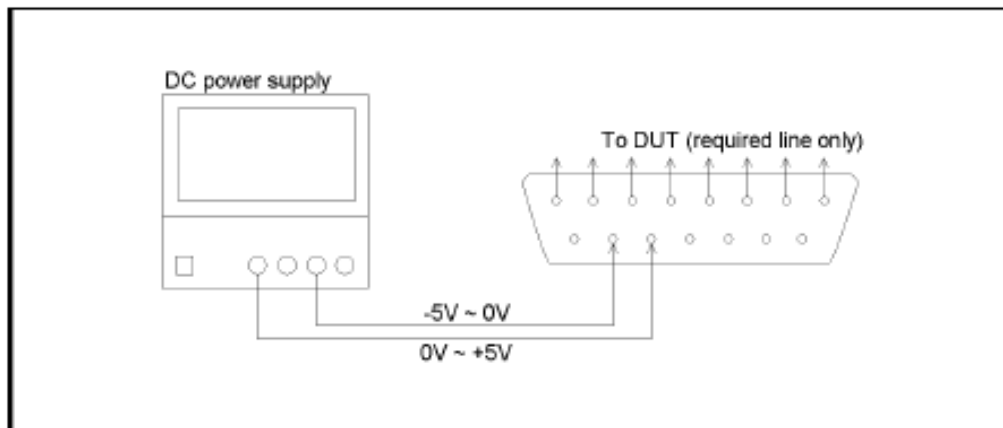 DC power supply
To DUT (required line only)
-5V ~ 0V
0V ~ +5V